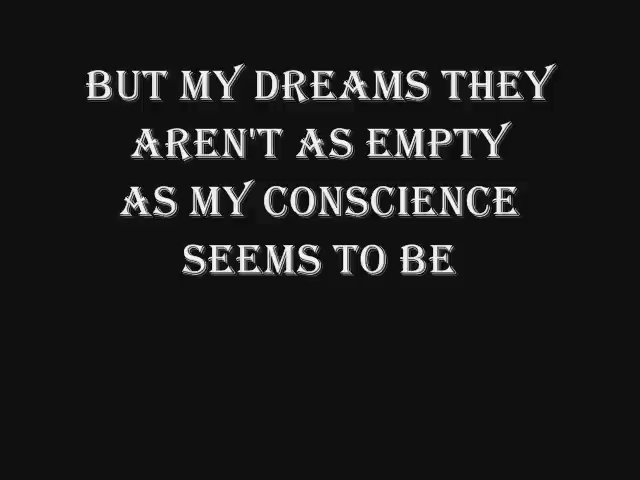 BUT MY DREAMS THEY
AREN'T AS EMPTY
AS MY CONSCIENCE
SEEMS TO BE